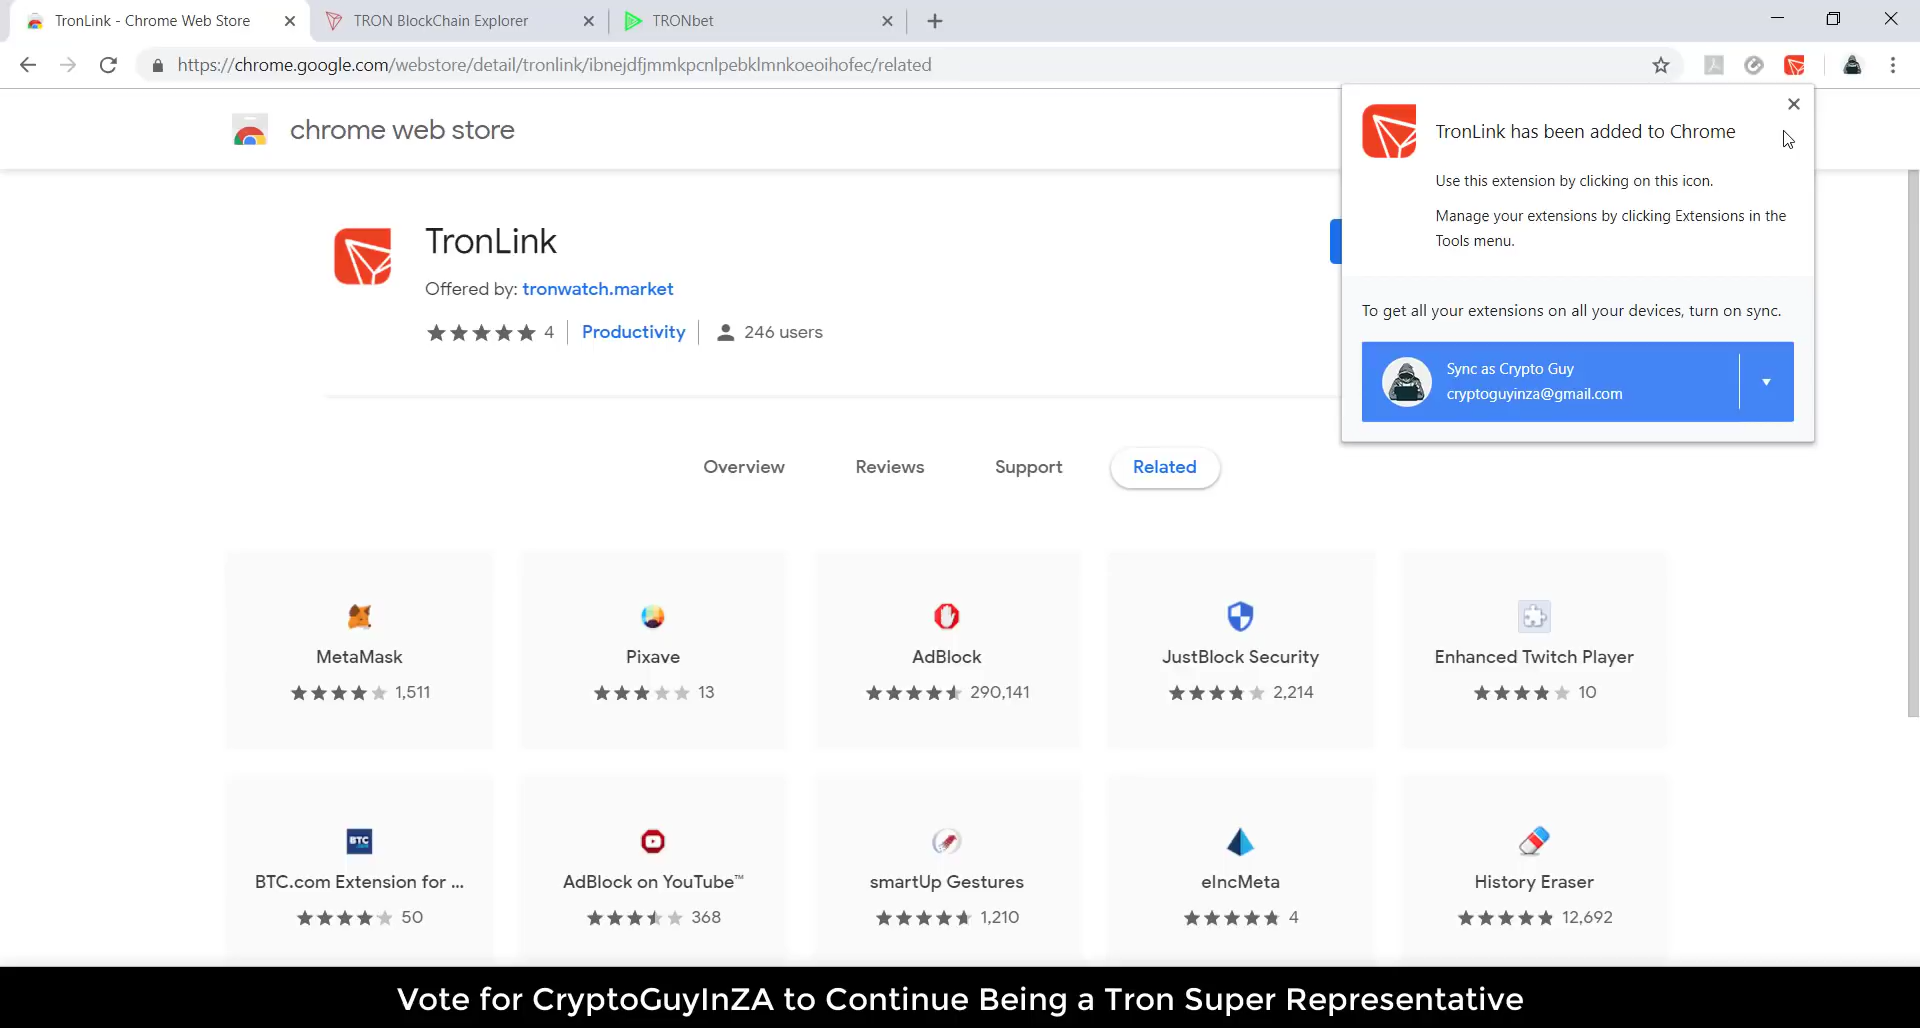 TronLink - Chrome Web Store
TRON BlockChain Explorer
TRONbet
https://chrome.google.com/webstore/detail/tronlink/ibnejdfjmmkpcnlpebklmnkoeoihofec/related
chrome web store
TronLink has been added to Chrome
Use this extension by clicking on this icon.
Manage your extensions by clicking Extensions in the
Tools menu.
To get all your extensions on all your devices, turn on sync.
Sync as Crypto Guy
cryptoguyinza@gmail.com
TronLink
Offered by: tronwatch.market
4 Productivity 246 users
Overview Reviews Support Related
MetaMask Pixave AdBlock JustBlock Security Enhanced Twitch Player
1,511 13 290,141 2,214 10
BTC
.COM
BTC.com Extension for ... AdBlock on YouTube™ smartUp Gestures eIncMeta History Eraser
50 368 1,210 4 12,692
Vote for CryptoGuyInZA to Continue Being a Tron Super Representative